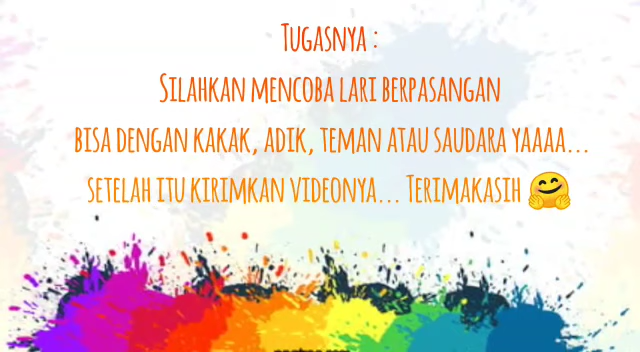 Tugasnya :
Silahkan mencoba lari berpasangan
bisa dengan kakak, adik, teman atau saudara yaaaa...
setelah itu kirimkan videonya... Terimakasih 🤗